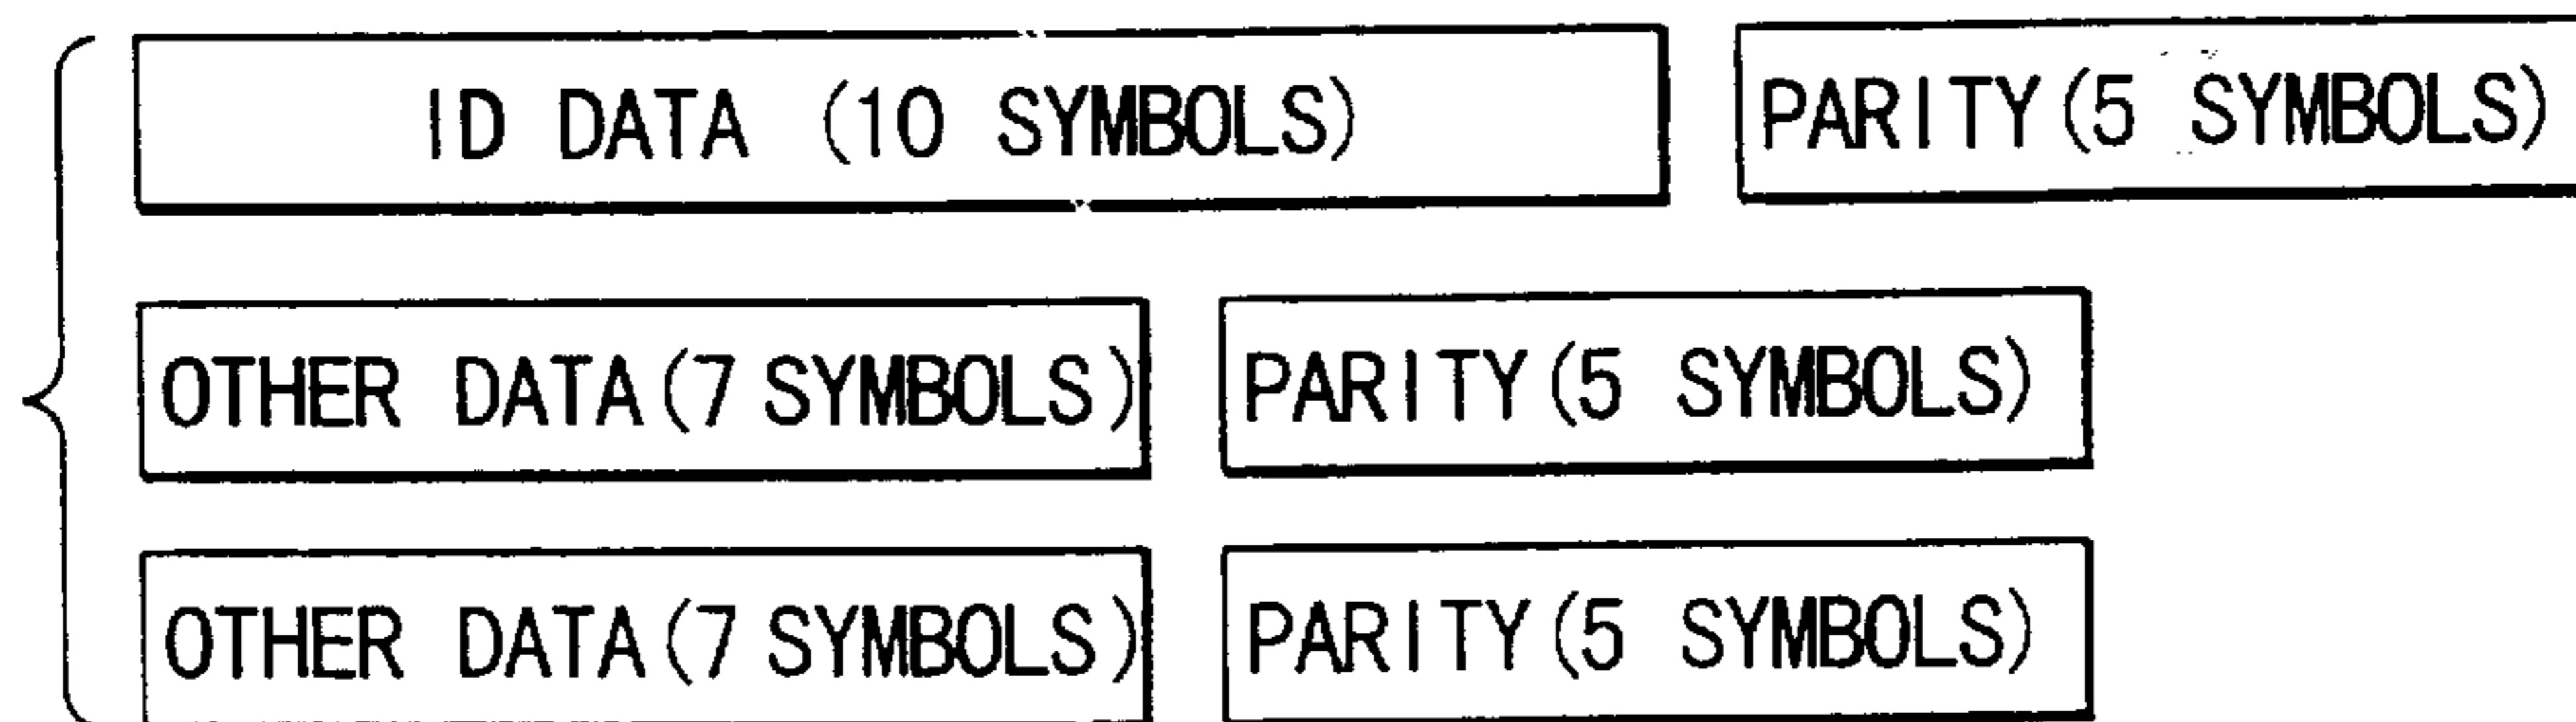 ID DATA (10 SYMBOLS) PARITY(5 SYMBOLS)
OTHER DATA(7 SYMBOLS) PARITY(5 SYMBOLS)
OTHER DATA(7 SYMBOLS) PARITY(5 SYMBOLS)